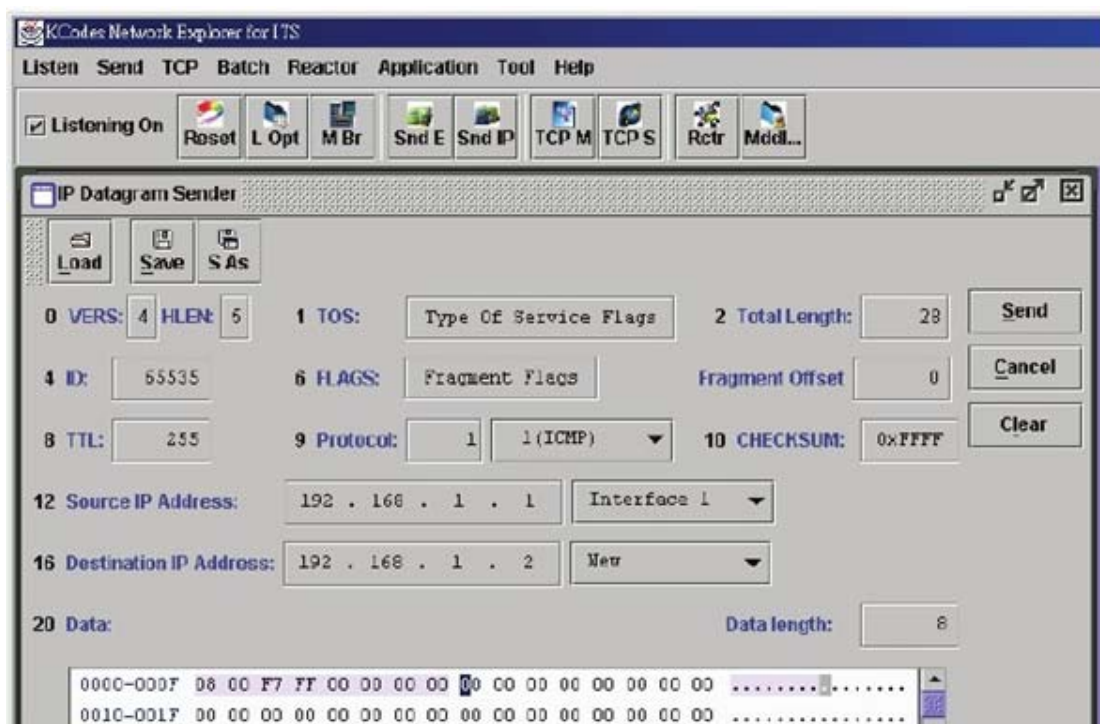 KCodes Network Explorer for ITS
Listen Send TCP Batch Reactor Application Tool Help
Listening On Reset L Opt M Br Snd E Snd IP TCP M TCP S Rctr Mddl...
IP Datagram Sender
Load Save S As
0 VERS: 4 HLEN: 5 1 TOS: Type Of Service Flags 2 Total Length: 28 Send
4 ID: 65535 6 FLAGS: Fragment Flags Fragment Offset 0 Cancel
8 TTL: 255 9 Protocol: 1 1(ICMP) 10 CHECKSUM: 0xFFFF Clear
12 Source IP Address: 192 . 168 . 1 . 1 Interface 1
16 Destination IP Address: 192 . 168 . 1 . 2 New
20 Data: Data length: 8
0000-000F 08 00 F7 FF 00 00 00 00 00 00 00 00 00 00 00 00 ................
0010-001F 00 00 00 00 00 00 00 00 00 00 00 00 00 00 00 00 ................